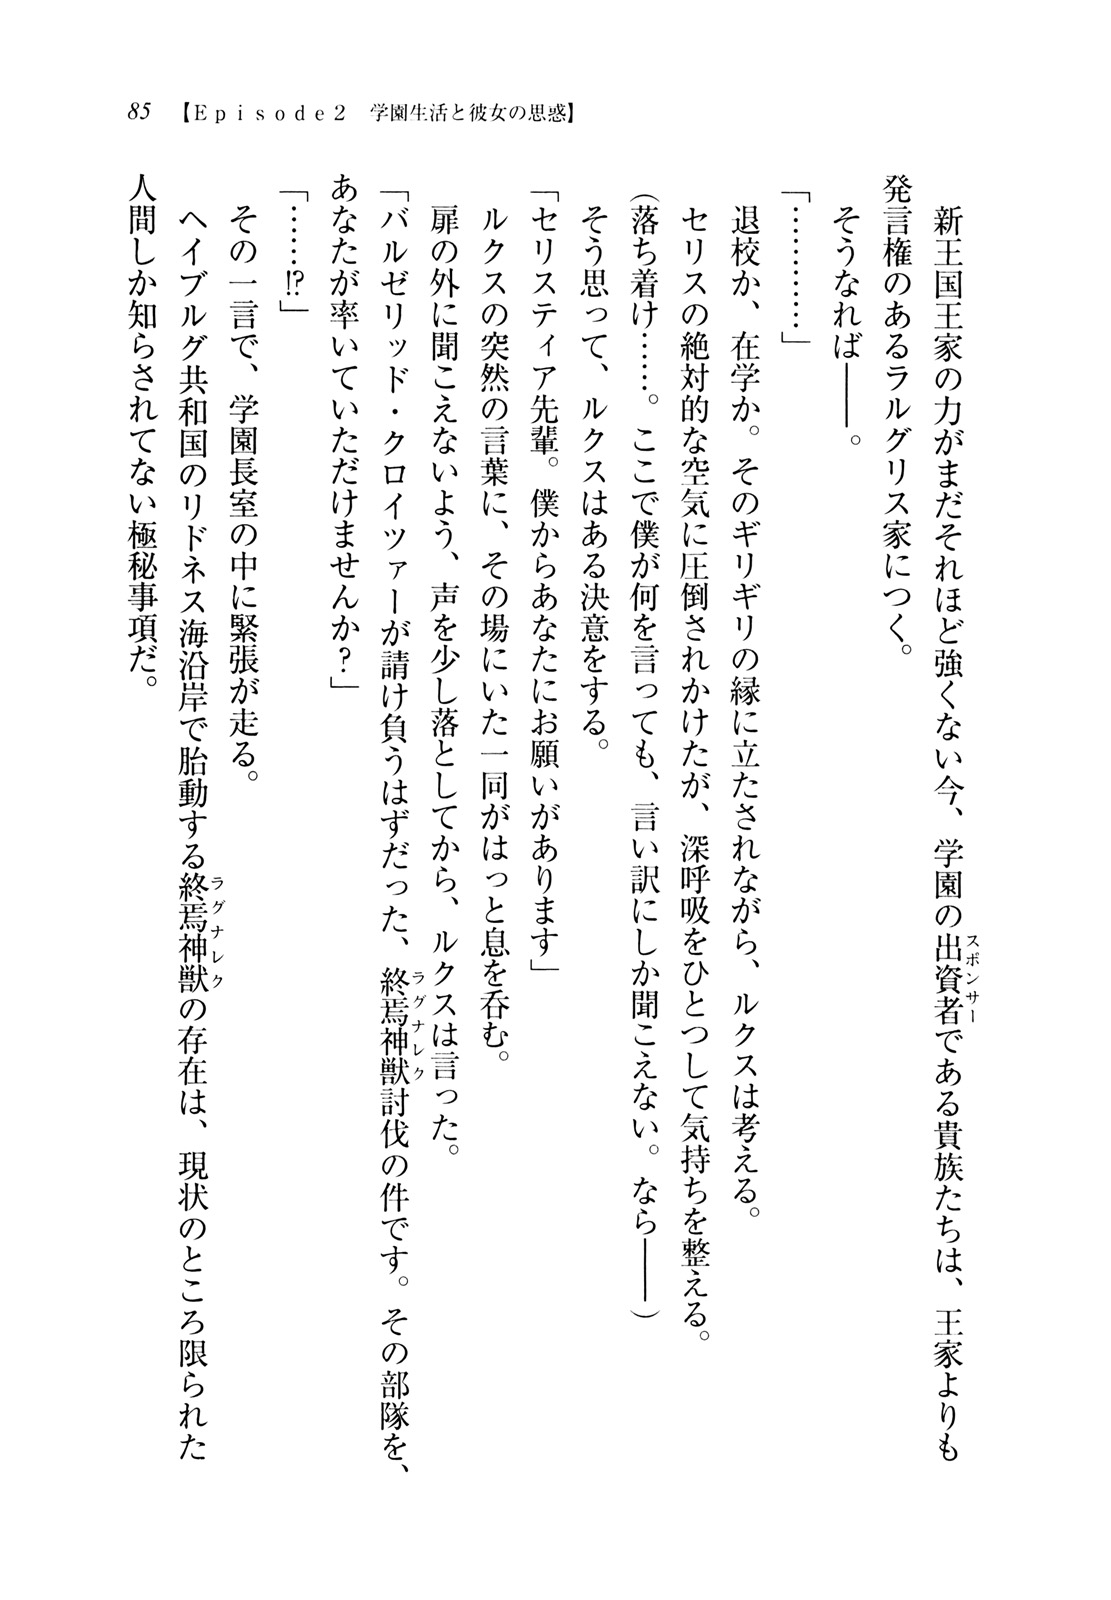 85 【Episode2　学園生活と彼女の思惑】
　新王国王家の力がまだそれほど強くない今、学園の出資者である貴族たちは、王家よりも
スポンサー
発言権のあるラルグリス家につく。
　そうなれば――。
「…………」
　退校か、在学か。そのギリギリの縁に立たされながら、ルクスは考える。
　セリスの絶対的な空気に圧倒されかけたが、深呼吸をひとつして気持ちを整える。
（落ち着け……。ここで僕が何を言っても、言い訳にしか聞こえない。なら――）
　そう思って、ルクスはある決意をする。
「セリスティア先輩。僕からあなたにお願いがあります」
　ルクスの突然の言葉に、その場にいた一同がはっと息を呑む。
　扉の外に聞こえないよう、声を少し落としてから、ルクスは言った。
「バルゼリッド・クロイツァーが請け負うはずだった、終焉神獣討伐の件です。その部隊を、
ラグナレク
あなたが率いていただけませんか？」
「……!?」
　その一言で、学園長室の中に緊張が走る。
　ヘイブルグ共和国のリドネス海沿岸で胎動する終焉神獣の存在は、現状のところ限られた
ラグナレク
人間しか知らされてない極秘事項だ。